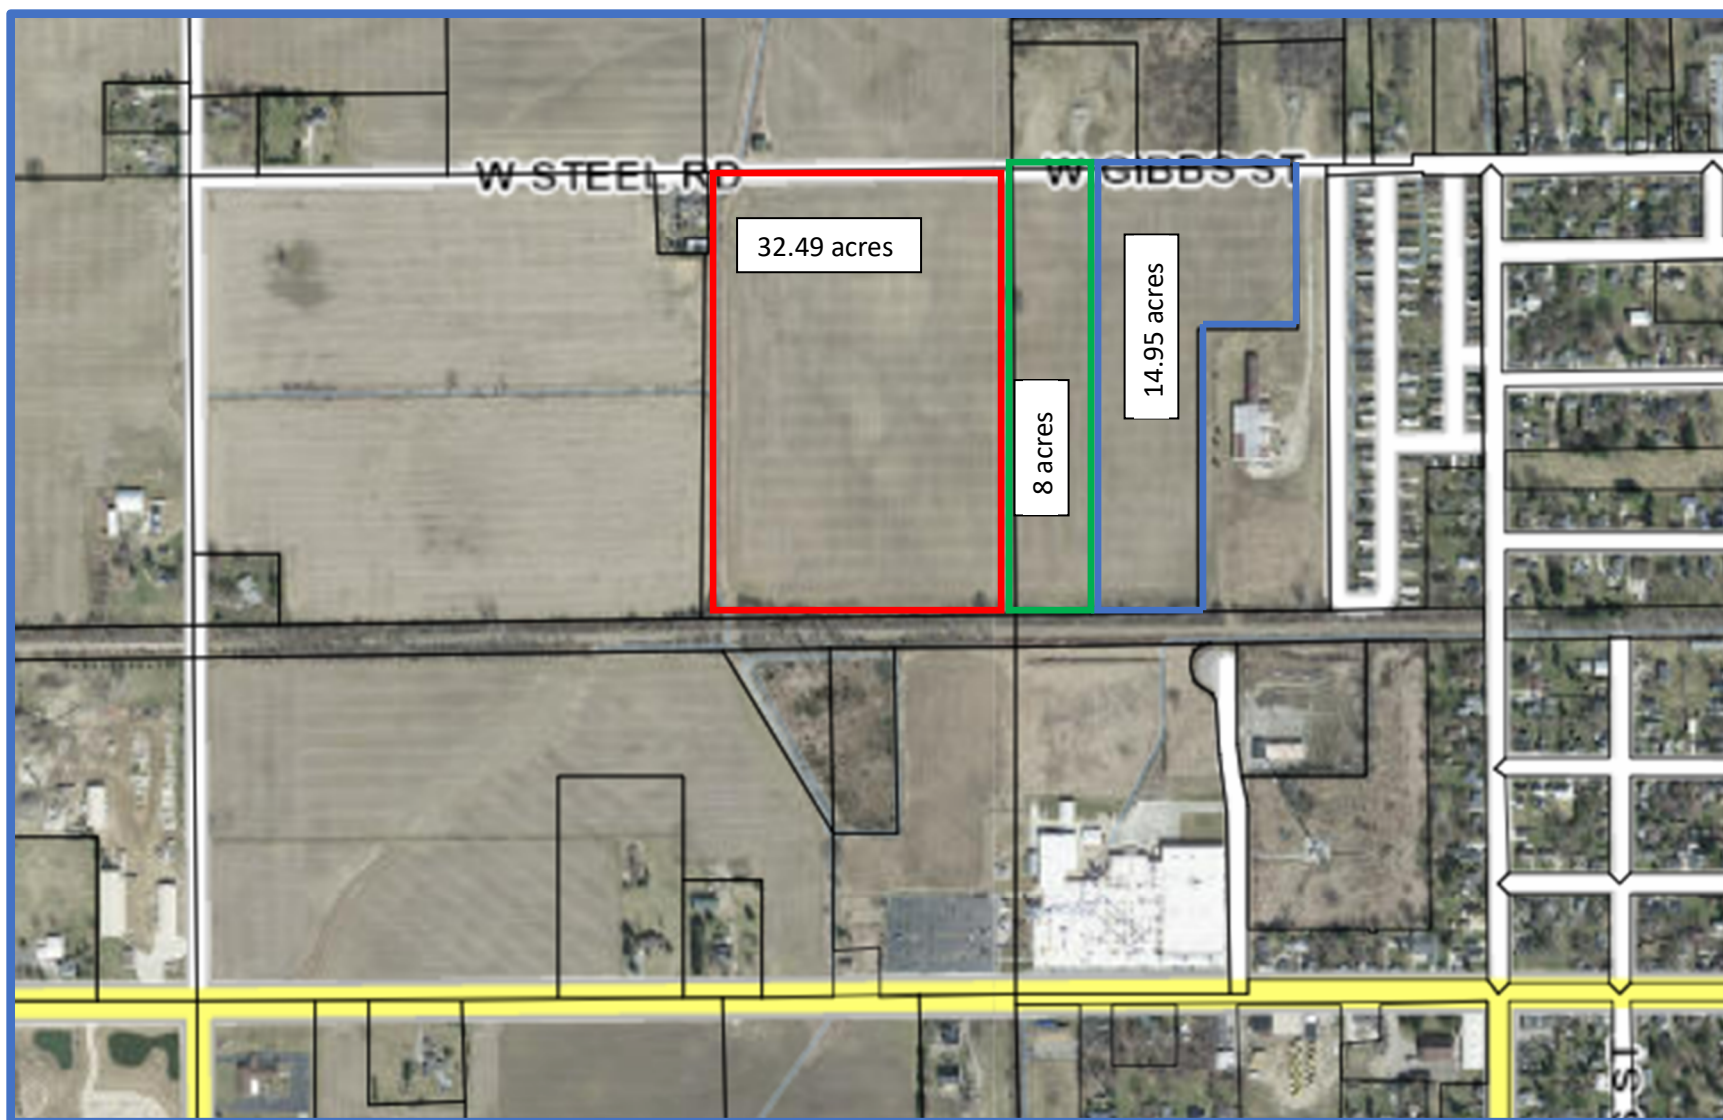 W STEEL RD
W GIBBS ST
32.49 acres
14.95 acres
8 acres